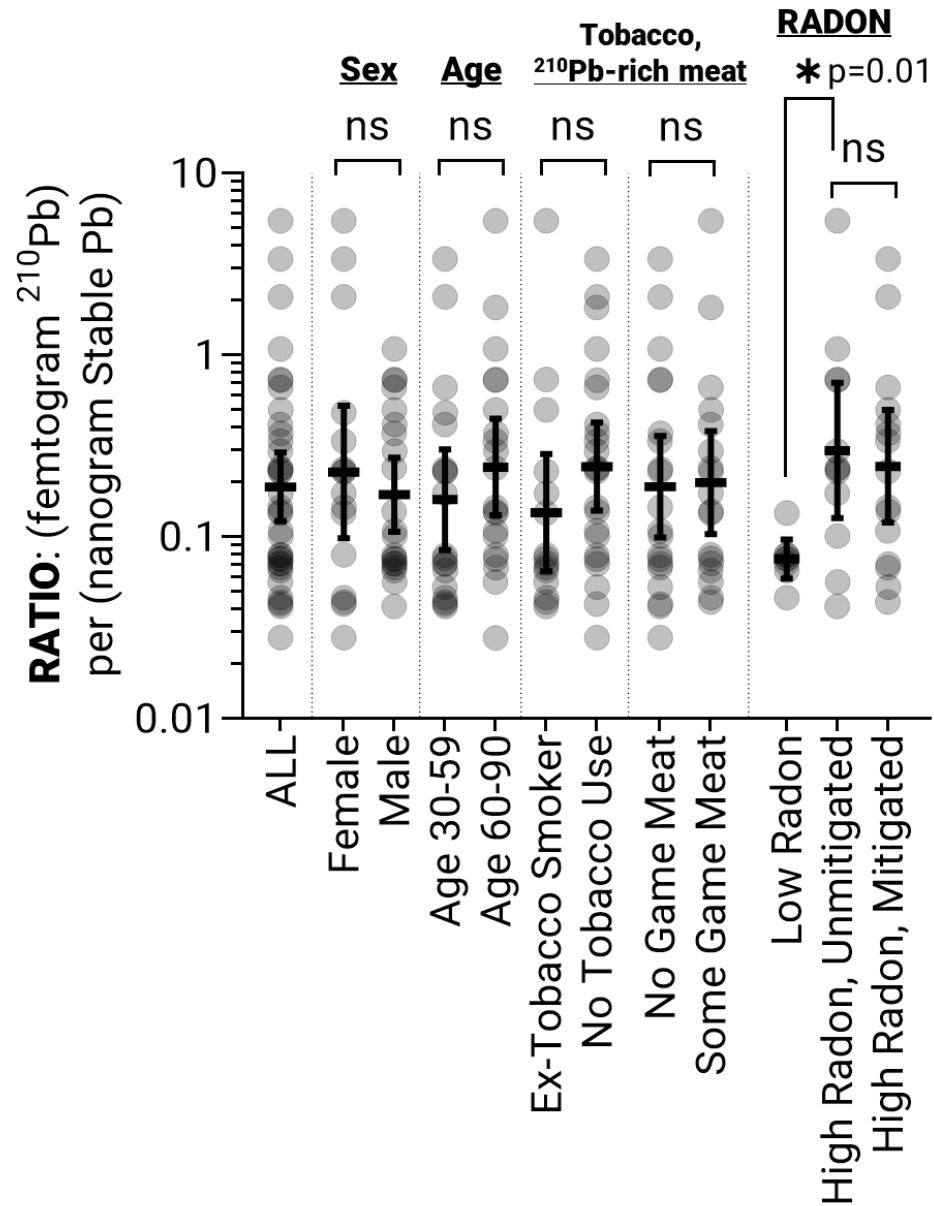 RADON
Tobacco,
Sex Age ²¹⁰Pb-rich meat * p=0.01
ns ns ns ns ns
RATIO: (femtogram ²¹⁰Pb)
per (nanogram Stable Pb)
10
1
0.1
0.01
ALL
Female
Male
Age 30-59
Age 60-90
Ex-Tobacco Smoker
No Tobacco Use
No Game Meat
Some Game Meat
Low Radon
High Radon, Unmitigated
High Radon, Mitigated